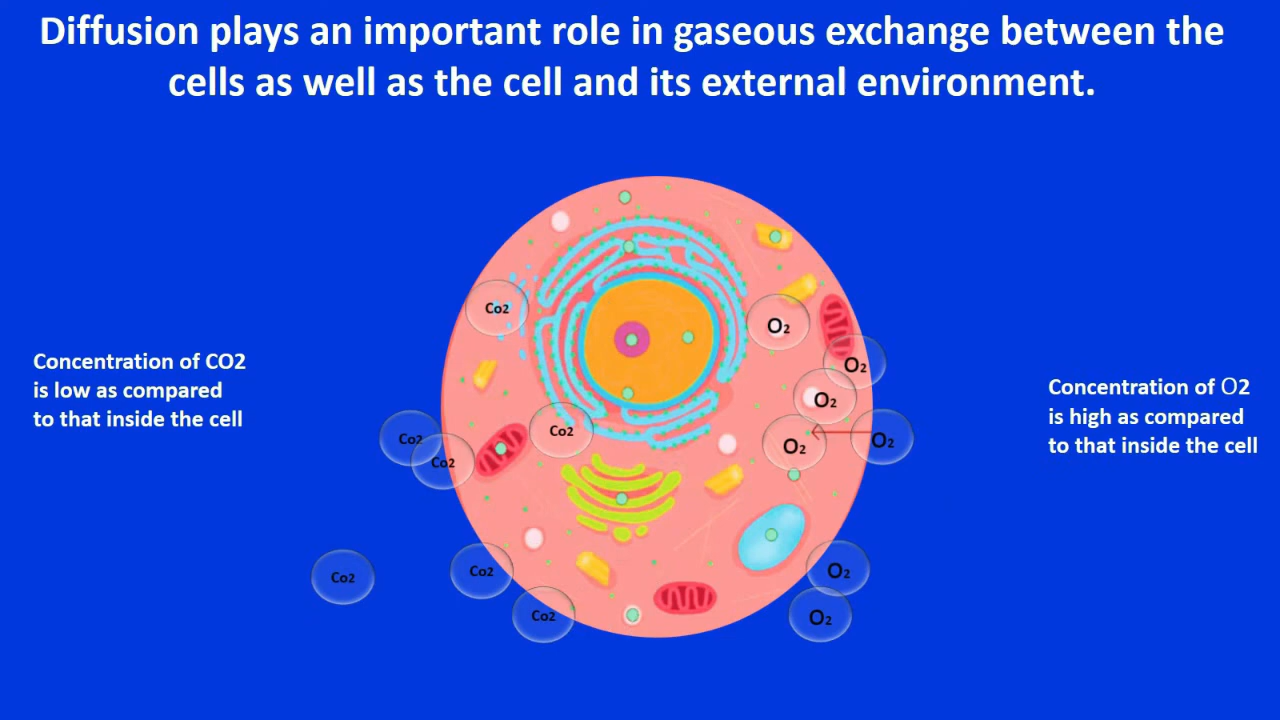 Diffusion plays an important role in gaseous exchange between the
cells as well as the cell and its external environment.
Concentration of CO2
is low as compared
to that inside the cell
Concentration of O2
is high as compared
to that inside the cell
Co2
O2
O2
O2
Co2
Co2
O2
O2
Co2
Co2
Co2
O2
Co2
O2